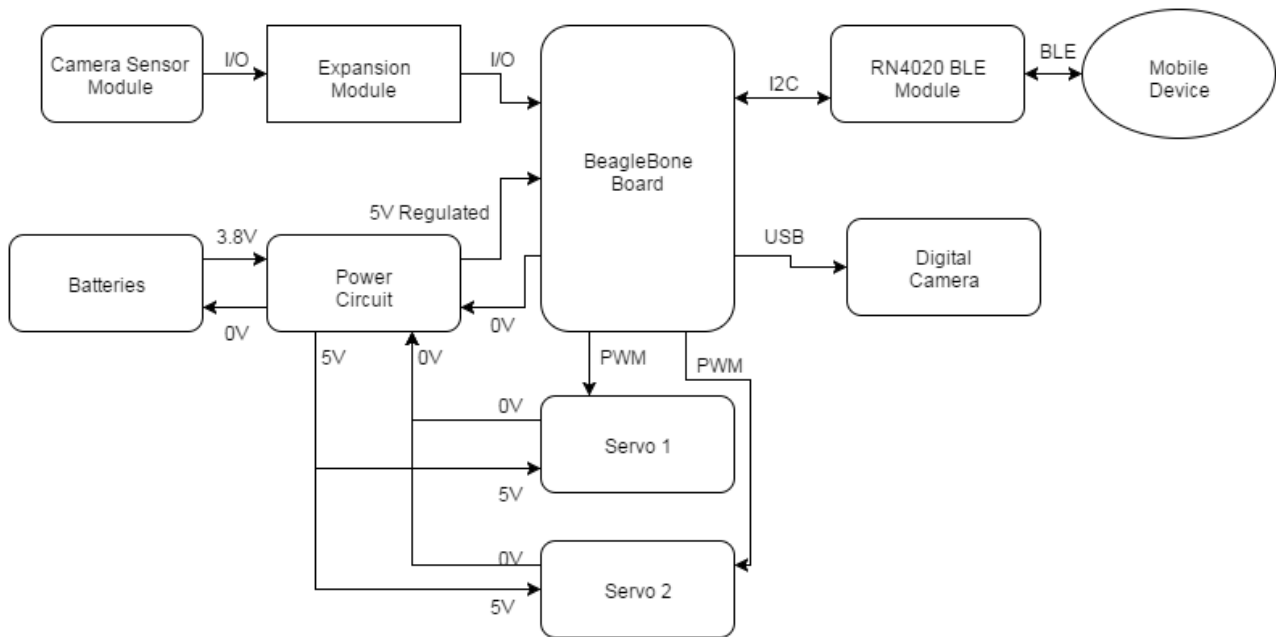 Camera Sensor
Module
I/O
Expansion
Module
I/O
BeagleBone
Board
I2C
RN4020 BLE
Module
BLE
Mobile
Device
5V Regulated
Batteries
3.8V
0V
Power
Circuit
0V
USB
Digital
Camera
5V
0V
PWM
PWM
0V
Servo 1
5V
0V
Servo 2
5V